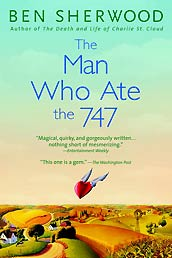 BEN SHERWOOD
Author of The Death and Life of Charlie St. Cloud
The
Man
Who Ate
the 747
"Magical, quirky, and gorgeously written...
nothing short of mesmerizing."
—Entertainment Weekly
"This one is a gem." —The Washington Post